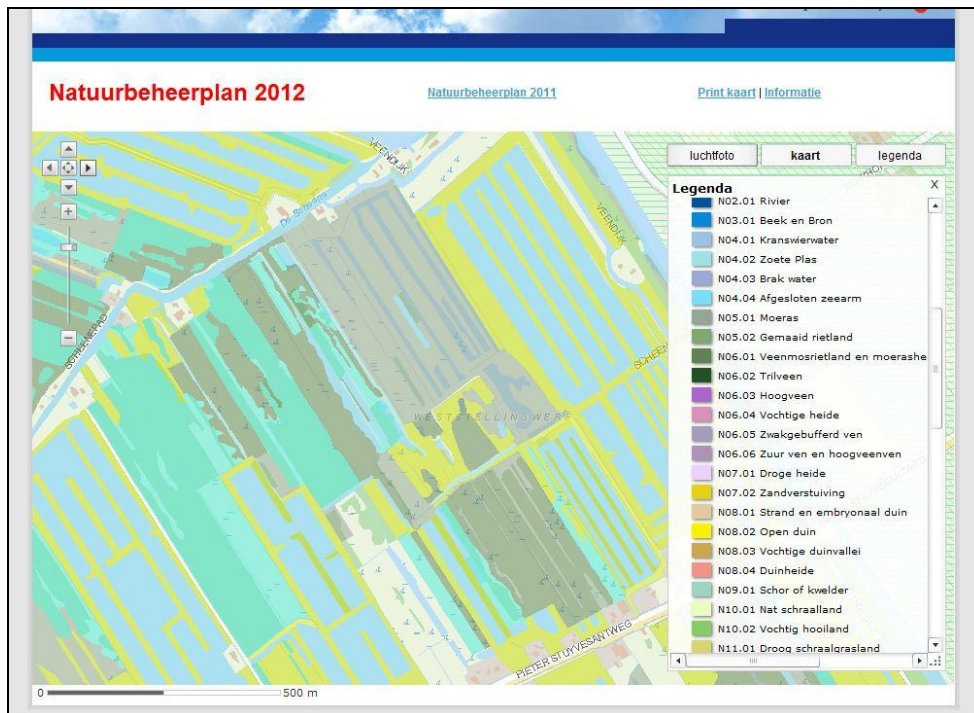 Natuurbeheerplan 2012
Natuurbeheerplan 2011
Print kaart | Informatie
luchtfoto
kaart
legenda
Legenda
X
N02.01 Rivier
N03.01 Beek en Bron
N04.01 Kranswierwater
N04.02 Zoete Plas
N04.03 Brak water
N04.04 Afgesloten zeearm
N05.01 Moeras
N05.02 Gemaaid rietland
N06.01 Veenmosrietland en moerashe
N06.02 Trilveen
N06.03 Hoogveen
N06.04 Vochtige heide
N06.05 Zwakgebufferd ven
N06.06 Zuur ven en hoogveenven
N07.01 Droge heide
N07.02 Zandverstuiving
N08.01 Strand en embryonaal duin
N08.02 Open duin
N08.03 Vochtige duinvallei
N08.04 Duinheide
N09.01 Schor of kwelder
N10.01 Nat schraalland
N10.02 Vochtig hooiland
N11.01 Droog schraalgrasland
VEENDIJK
De Scheene
VEENDIJK
SCHEENEPAD
SCHEEN
WESTSTELLINGWERF
PIETER STUYVESANTWEG
0 500 m